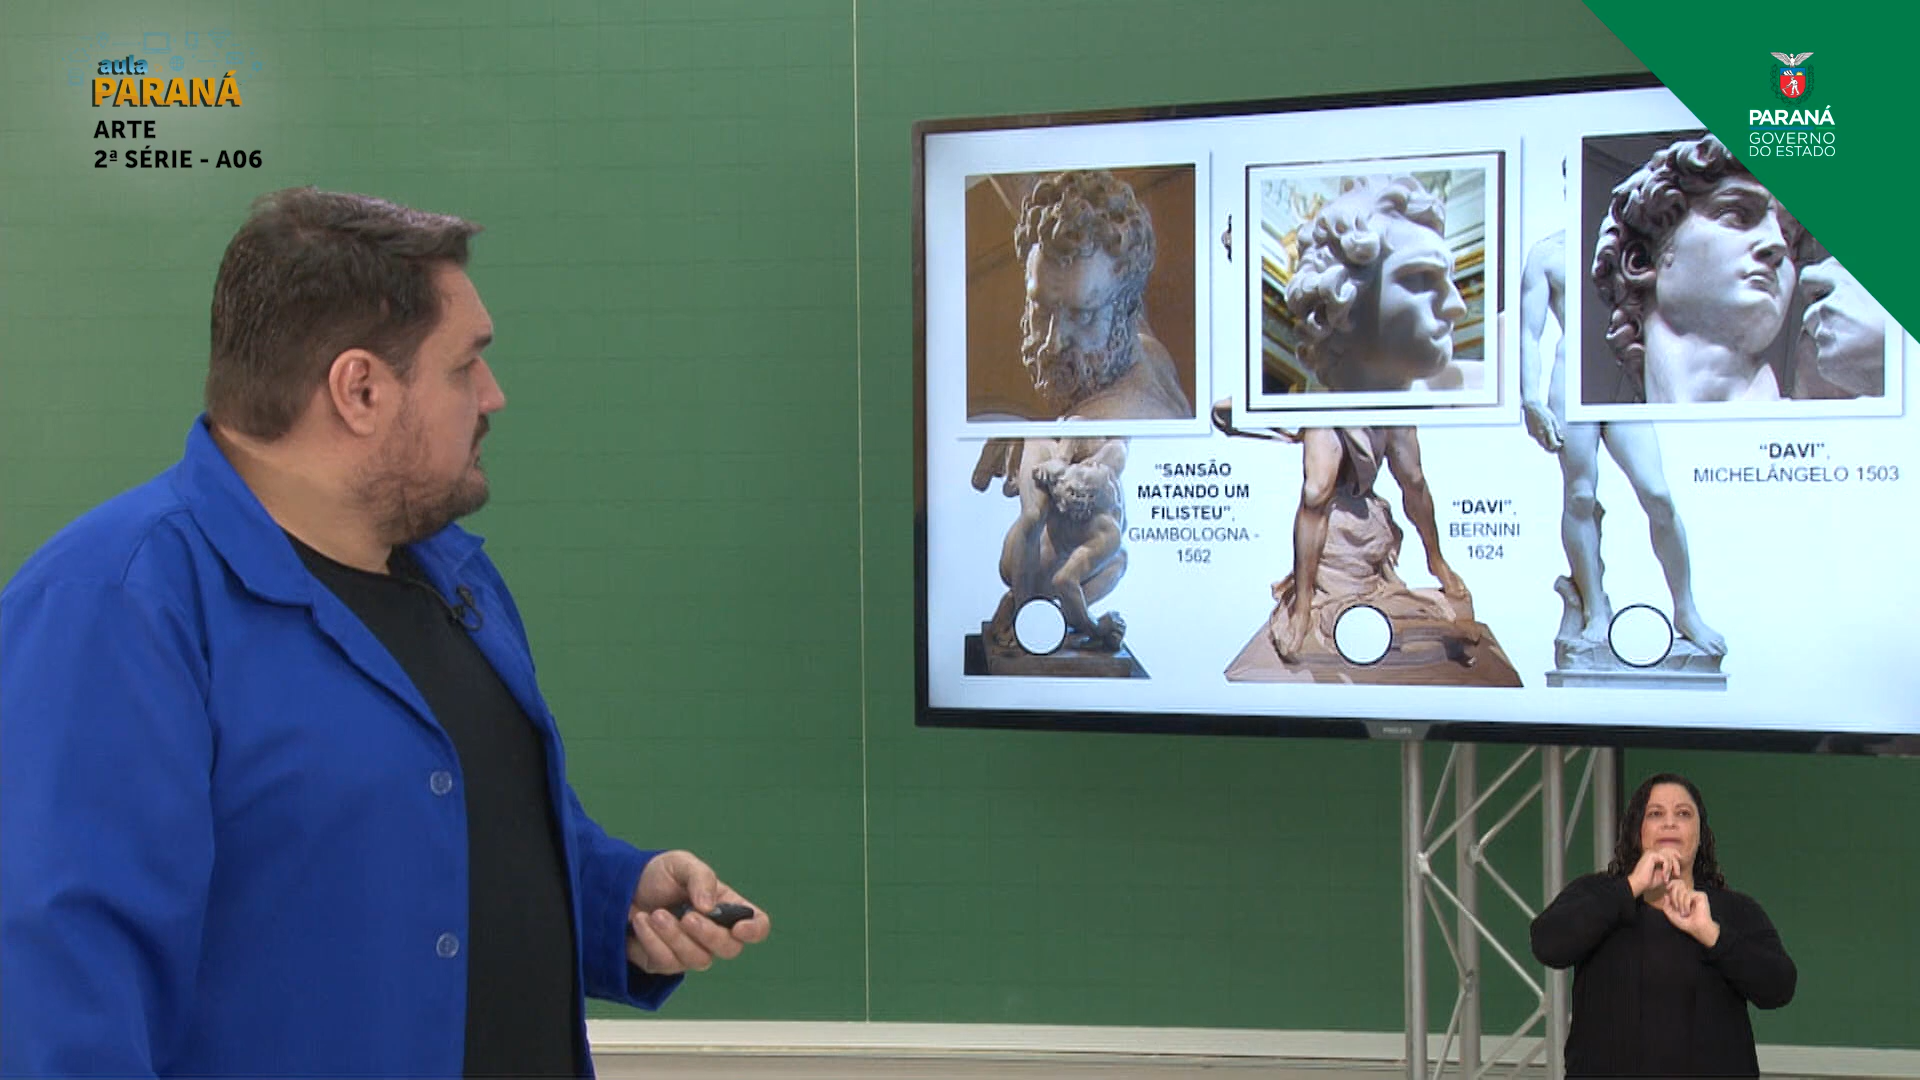 aula
PARANÁ
ARTE
2ª SÉRIE - A06
PARANÁ
GOVERNO
DO ESTADO
"SANSÃO
MATANDO UM
FILISTEU",
GIAMBOLOGNA -
1562
"DAVI",
BERNINI
1624
"DAVI",
MICHELÂNGELO 1503
PHILIPS